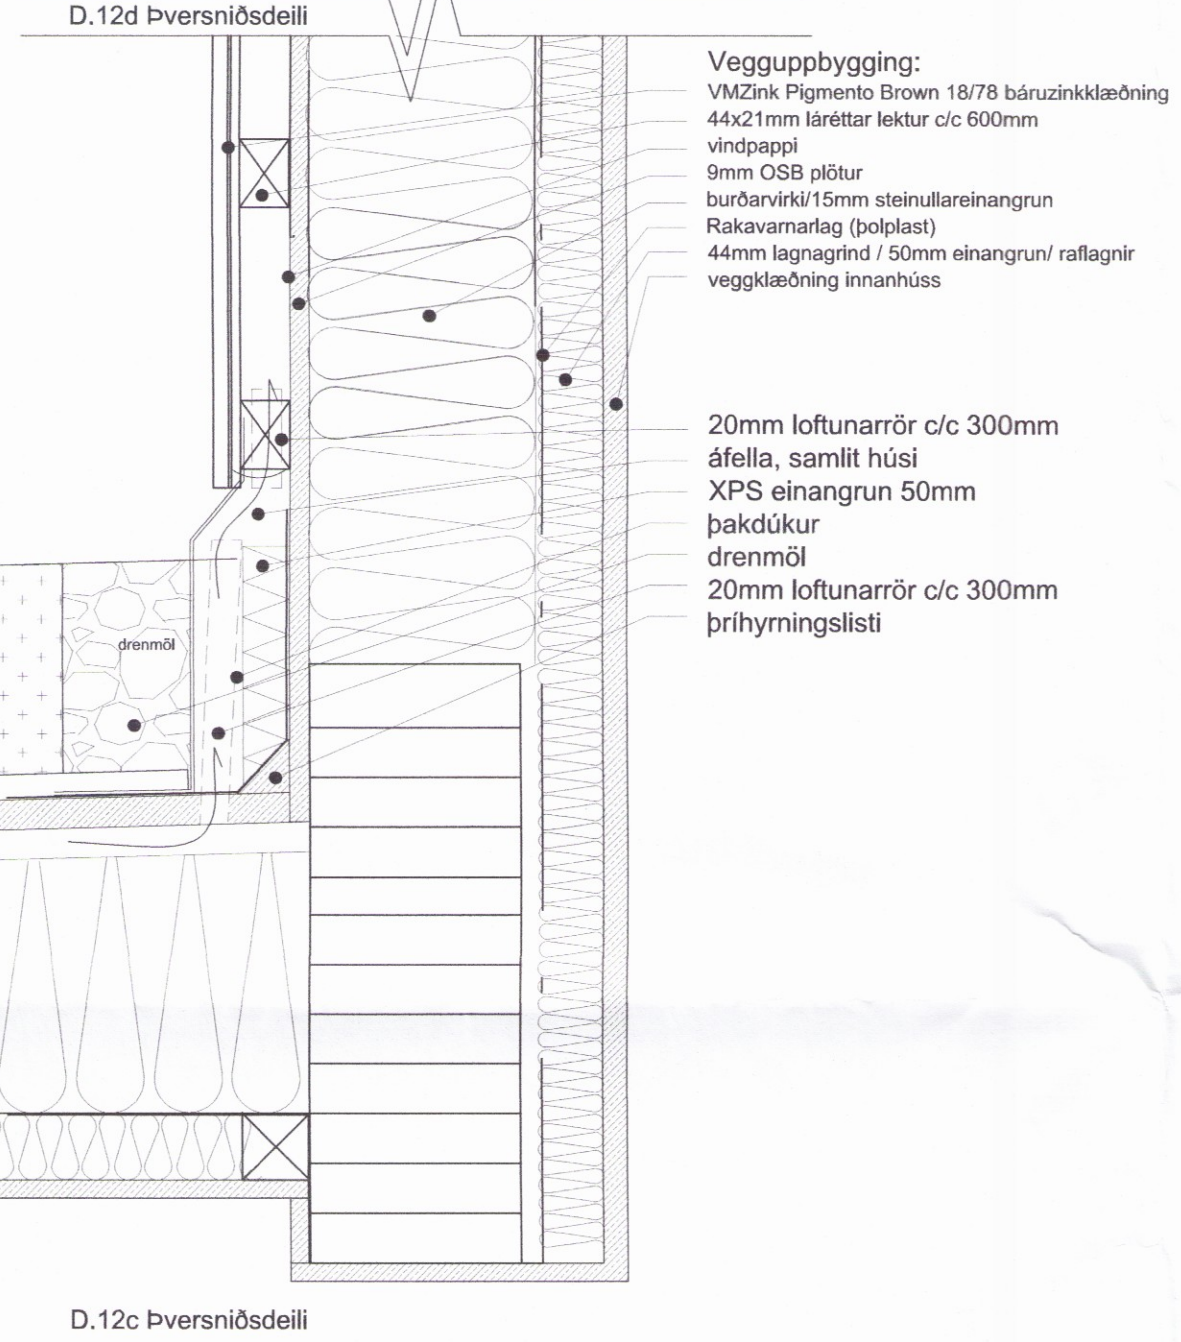 D.12d Þversniðsdeili
Vegguppbygging:
VMZink Pigmento Brown 18/78 báruzinkklæðning
44x21mm láréttar lektur c/c 600mm
vindpappi
9mm OSB plötur
burðarvirki/15mm steinullareinangrun
Rakavarnarlag (þolplast)
44mm lagnagrind / 50mm einangrun/ raflagnir
veggklæðning innanhúss
20mm loftunarrör c/c 300mm
áfella, samlit húsi
XPS einangrun 50mm
þakdúkur
drenmöl
20mm loftunarrör c/c 300mm
þríhyrningslisti
drenmöl
D.12c Þversniðsdeili